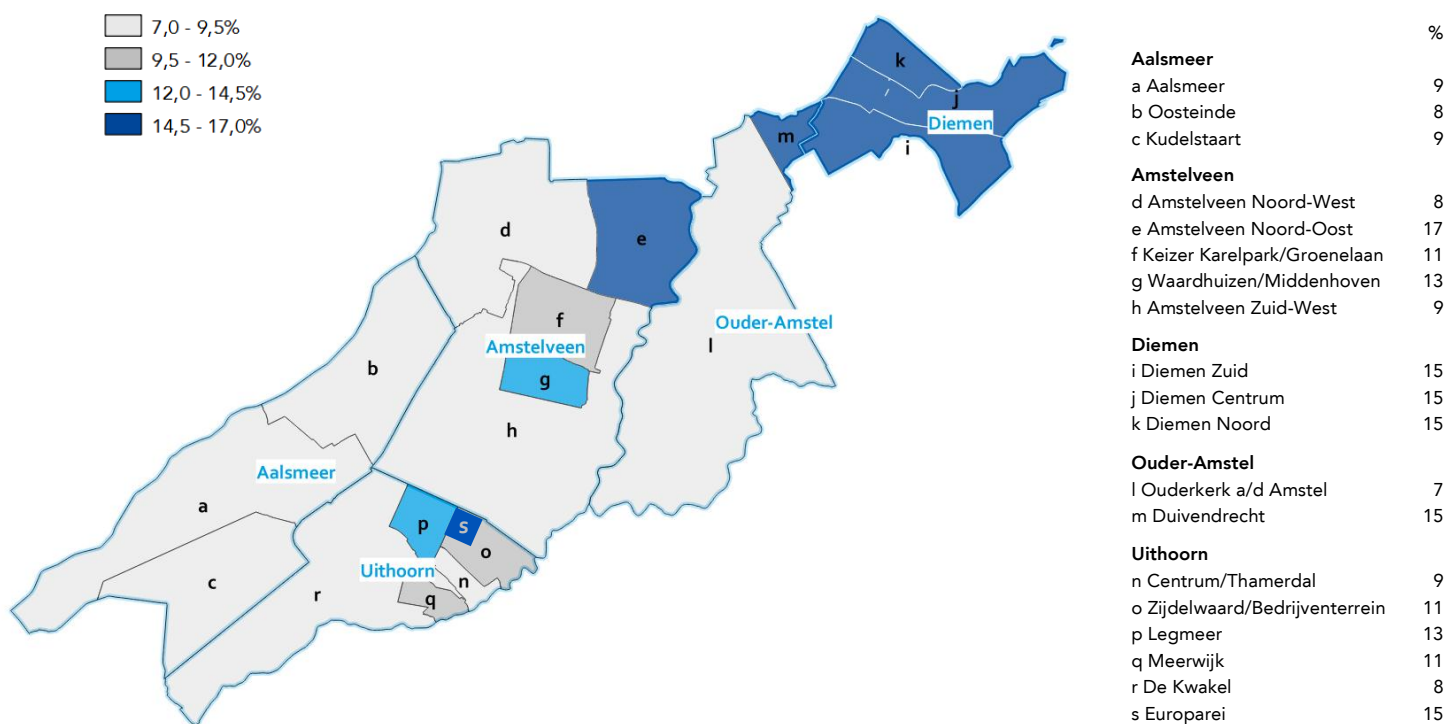 7,0 - 9,5%
9,5 - 12,0%
12,0 - 14,5%
14,5 - 17,0%
k
j
Diemen
m
i
d
e
f
Ouder-Amstel
Amstelveen
l
b
g
h
Aalsmeer
a
p
s
o
Uithoorn
c
n
r
q
%
Aalsmeer
a Aalsmeer 9
b Oosteinde 8
c Kudelstaart 9
Amstelveen
d Amstelveen Noord-West 8
e Amstelveen Noord-Oost 17
f Keizer Karelpark/Groenelaan 11
g Waardhuizen/Middenhoven 13
h Amstelveen Zuid-West 9
Diemen
i Diemen Zuid 15
j Diemen Centrum 15
k Diemen Noord 15
Ouder-Amstel
l Ouderkerk a/d Amstel 7
m Duivendrecht 15
Uithoorn
n Centrum/Thamerdal 9
o Zijdelwaard/Bedrijventerrein 11
p Legmeer 13
q Meerwijk 11
r De Kwakel 8
s Europarei 15